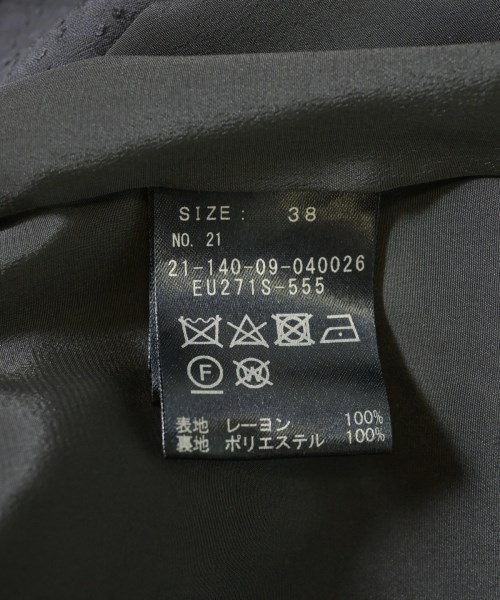 SIZE: 38
NO. 21
21-140-09-040026
EU271S-555
F W
表地 レーヨン 100%
裏地 ポリエステル 100%